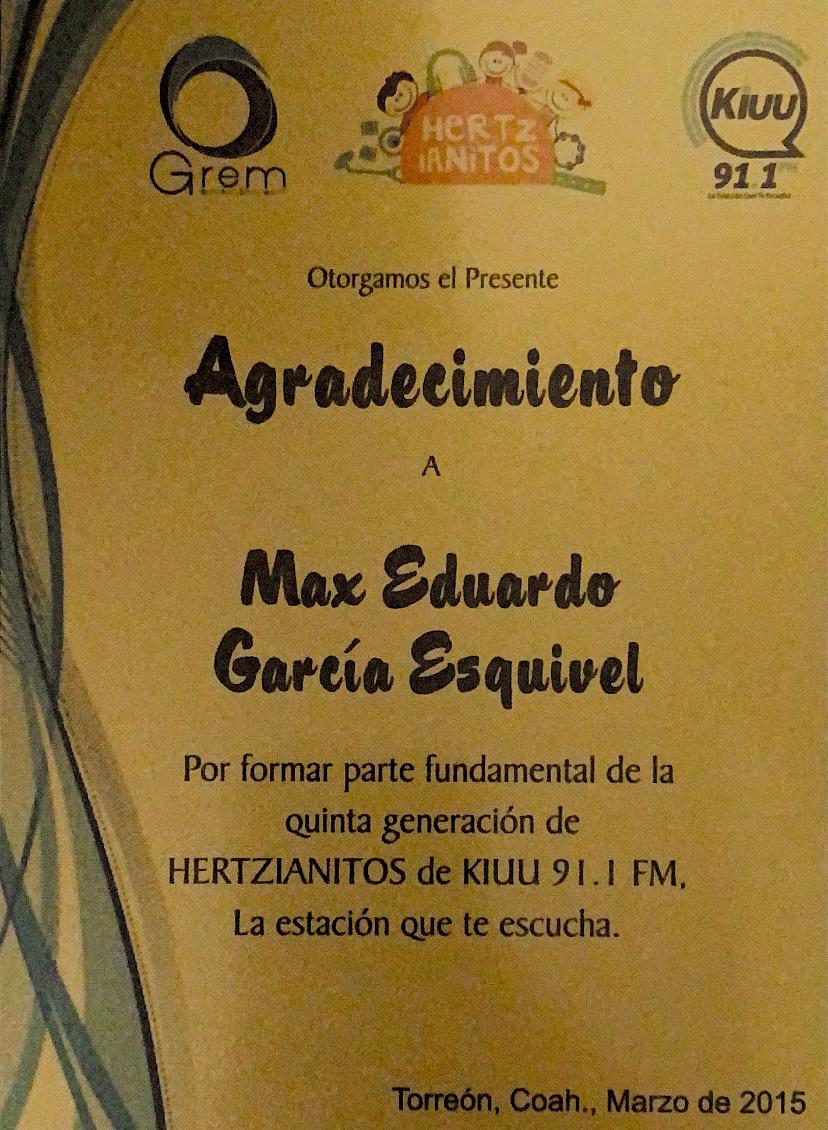 Grem
HERTZ
IANITOS
KIUU
91.1 FM
Otorgamos el Presente
Agradecimiento
A
Max Eduardo
García Esquivel
Por formar parte fundamental de la
quinta generación de
HERTZIANITOS de KIUU 91.1 FM,
La estación que te escucha.
Torreón, Coah., Marzo de 2015